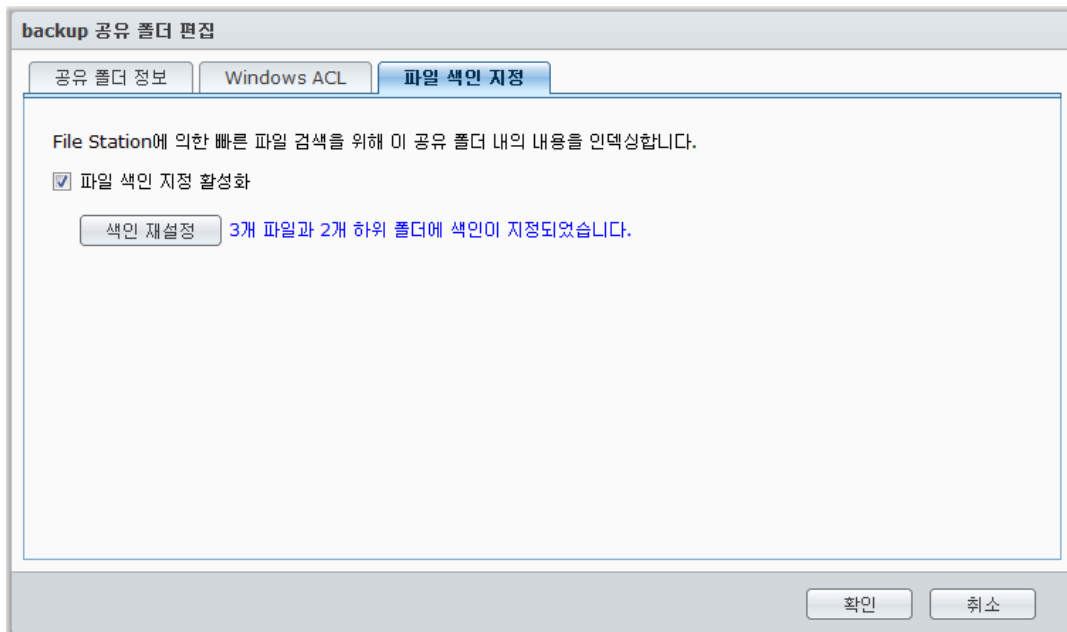 backup 공유 폴더 편집
공유 폴더 정보 Windows ACL 파일 색인 지정
File Station에 의한 빠른 파일 검색을 위해 이 공유 폴더 내의 내용을 인덱싱합니다.
파일 색인 지정 활성화
색인 재설정 3개 파일과 2개 하위 폴더에 색인이 지정되었습니다.
확인 취소